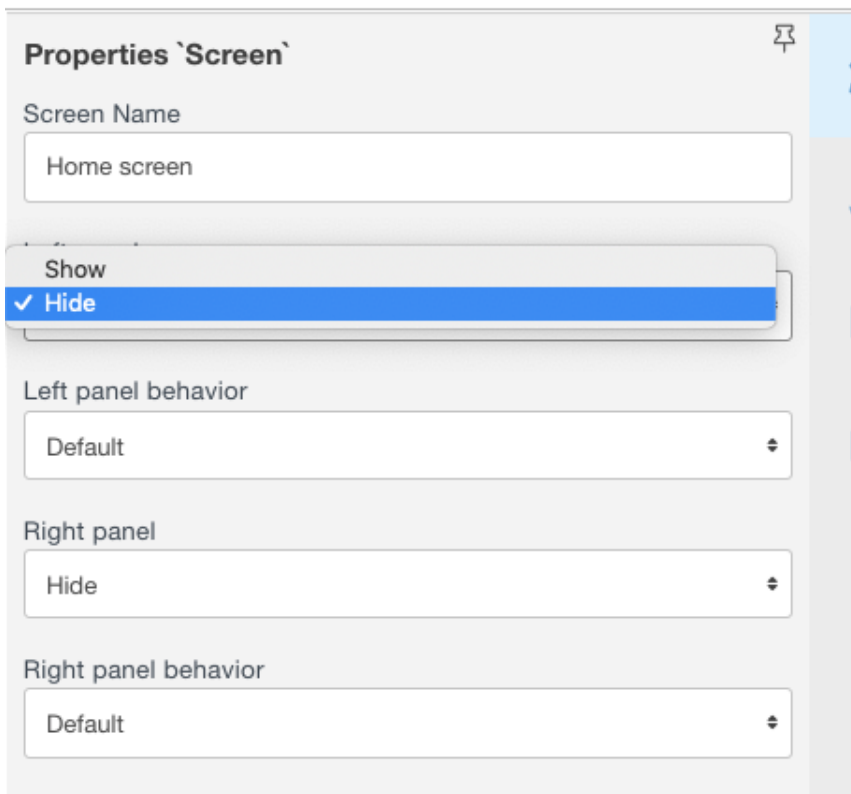 Properties `Screen`
Screen Name
Home screen
Show
✓ Hide
Left panel behavior
Default
Right panel
Hide
Right panel behavior
Default